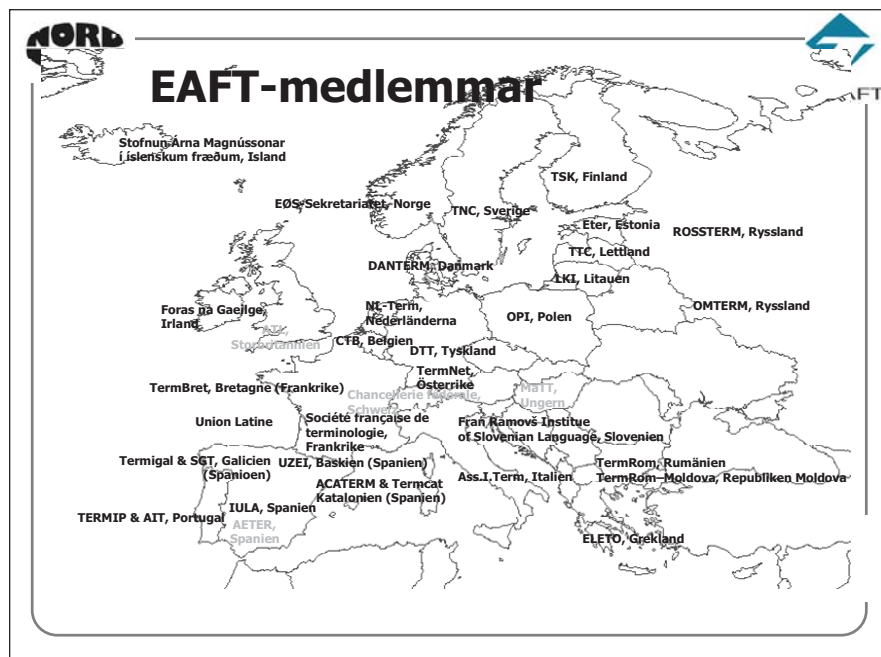 NORD
EAFT-medlemmar
AFT
Stofnun Árna Magnússonar
í íslenskum fræðum, Island
TSK, Finland
EØS-Sekretariatet, Norge
TNC, Sverige
Eter, Estonia
ROSSTERM, Ryssland
TTC, Lettland
DANTERM, Danmark
LKI, Litauen
Foras na Gaeilge,
Irland
NL-Term,
Nederländerna
OMTERM, Ryssland
OPI, Polen
ATI,
Storbritannien
CTB, Belgien
DTT, Tyskland
TermNet,
Österrike
TermBret, Bretagne (Frankrike)
Chancellerie fédérale,
Schweiz
MaTT,
Ungern
Union Latine
Société française de
terminologie,
Frankrike
Fran Ramovš Institue
of Slovenian Language, Slovenien
Termigal & SGT, Galicien
(Spanioen)
UZEI, Baskien (Spanien)
ACATERM & Termcat
Katalonien (Spanien)
Ass.I.Term, Italien
TermRom, Rumänien
TermRom–Moldova, Republiken Moldova
IULA, Spanien
TERMIP & AIT, Portugal
AETER,
Spanien
ELETO, Grekland